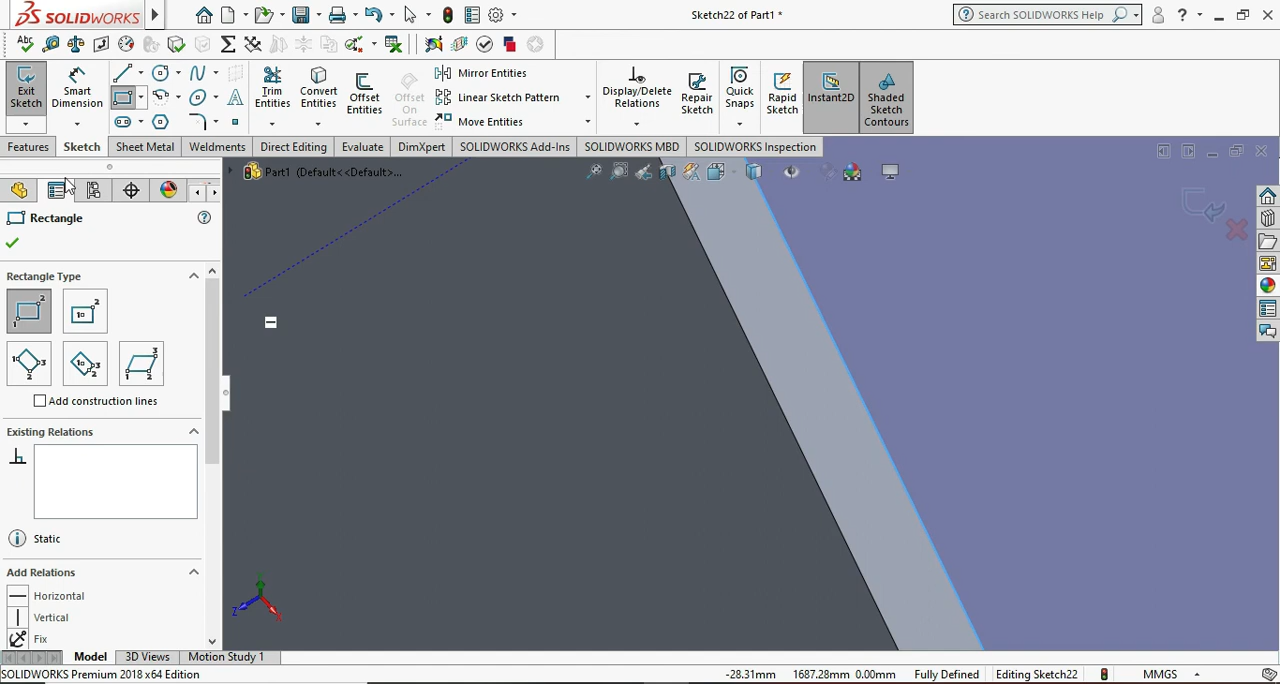 SOLIDWORKS
Sketch22 of Part1 *
Search SOLIDWORKS Help
Exit Sketch
Smart Dimension
Trim Entities
Convert Entities
Offset Entities
Offset On Surface
Mirror Entities
Linear Sketch Pattern
Move Entities
Display/Delete Relations
Repair Sketch
Quick Snaps
Rapid Sketch
Instant2D
Shaded Sketch Contours
Features
Sketch
Sheet Metal
Weldments
Direct Editing
Evaluate
DimXpert
SOLIDWORKS Add-Ins
SOLIDWORKS MBD
SOLIDWORKS Inspection
Part1 (Default<<Default>...
Rectangle
Rectangle Type
Add construction lines
Existing Relations
Static
Add Relations
Horizontal
Vertical
Fix
Model
3D Views
Motion Study 1
SOLIDWORKS Premium 2018 x64 Edition
-28.31mm
1687.28mm 0.00mm
Fully Defined
Editing Sketch22
MMGS